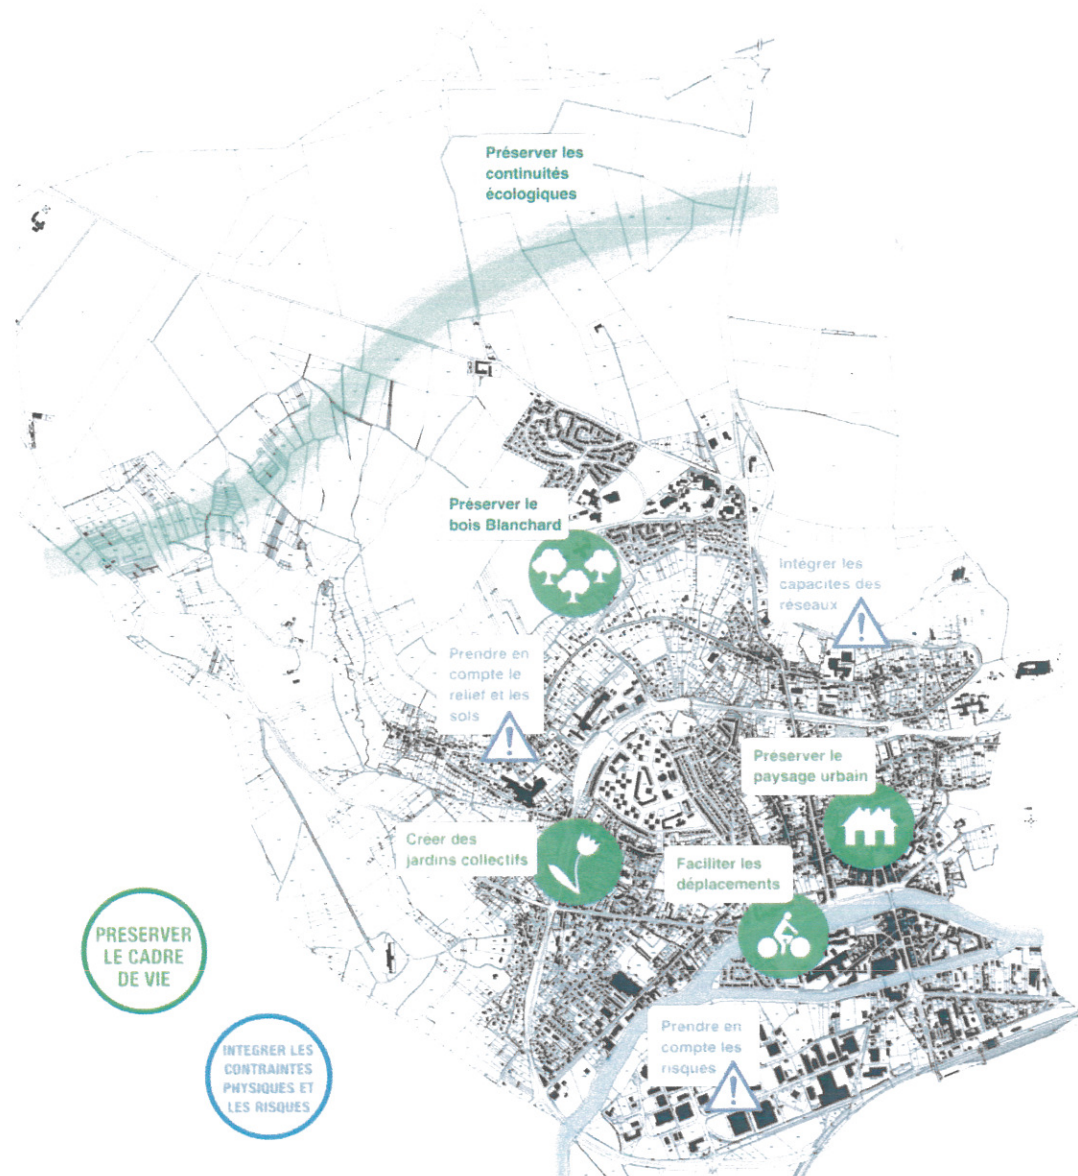 Préserver les
continuités
écologiques
Préserver le
bois Blanchard
Intégrer les
capacités des
réseaux
Prendre en
compte le
relief et les
sols
Préserver le
paysage urbain
Créer des
jardins collectifs
Faciliter les
déplacements
PRESERVER
LE CADRE
DE VIE
Prendre en
compte les
risques
INTEGRER LES
CONTRAINTES
PHYSIQUES ET
LES RISQUES